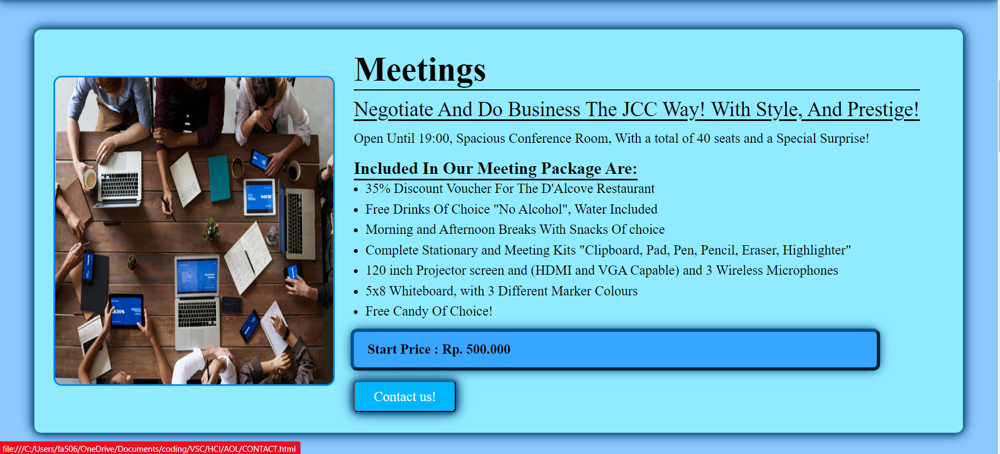 Meetings
Negotiate And Do Business The JCC Way! With Style, And Prestige!
Open Until 19:00, Spacious Conference Room, With a total of 40 seats and a Special Surprise!
Included In Our Meeting Package Are:
• 35% Discount Voucher For The D'Alcove Restaurant
• Free Drinks Of Choice "No Alcohol", Water Included
• Morning and Afternoon Breaks With Snacks Of choice
• Complete Stationary and Meeting Kits "Clipboard, Pad, Pen, Pencil, Eraser, Highlighter"
• 120 inch Projector screen and (HDMI and VGA Capable) and 3 Wireless Microphones
• 5x8 Whiteboard, with 3 Different Marker Colours
• Free Candy Of Choice!
Start Price : Rp. 500.000
Contact us!
file:///C:/Users/fa506/OneDrive/Documents/coding/VSC/HCI/AOL/CONTACT.html